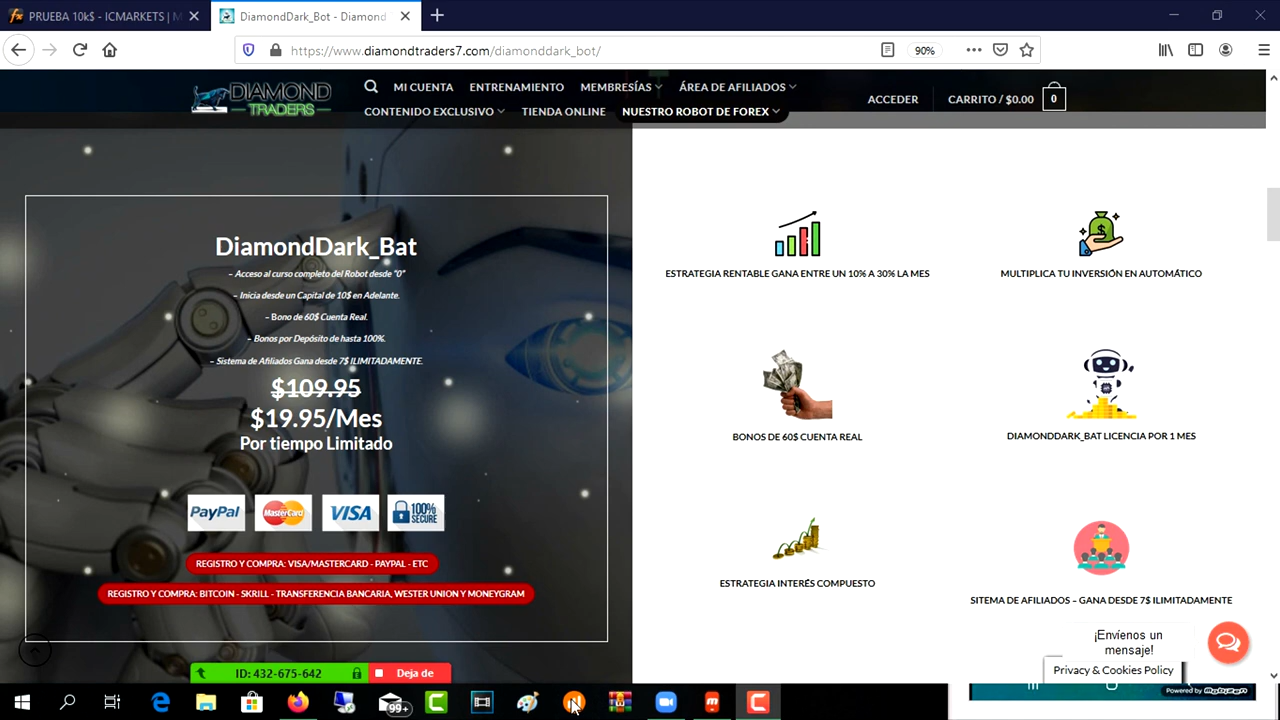 PRUEBA 10k$ - ICMARKETS | M
DiamondDark_Bot - Diamond
https://www.diamondtraders7.com/diamonddark_bot/
90%
DIAMOND
TRADERS
MI CUENTA
ENTRENAMIENTO
MEMBRESÍAS
ÁREA DE AFILIADOS
CONTENIDO EXCLUSIVO
TIENDA ONLINE
NUESTRO ROBOT DE FOREX
ACCEDER
CARRITO / $0.00
0
DiamondDark_Bat
– Acceso al curso completo del Robot desde "0"
– Inicia desde un Capital de 10$ en Adelante.
– Bono de 60$ Cuenta Real.
– Bonos por Depósito de hasta 100%.
– Sistema de Afiliados Gana desde 7$ ILIMITADAMENTE.
$109.95
$19.95/Mes
Por tiempo Limitado
PayPal
MasterCard
VISA
100%
SECURE
REGISTRO Y COMPRA: VISA/MASTERCARD - PAYPAL - ETC
REGISTRO Y COMPRA: BITCOIN - SKRILL - TRANSFERENCIA BANCARIA, WESTER UNION Y MONEYGRAM
ESTRATEGIA RENTABLE GANA ENTRE UN 10% A 30% LA MES
MULTIPLICA TU INVERSIÓN EN AUTOMÁTICO
BONOS DE 60$ CUENTA REAL
DIAMONDDARK_BAT LICENCIA POR 1 MES
ESTRATEGIA INTERÉS COMPUESTO
SITEMA DE AFILIADOS – GANA DESDE 7$ ILIMITADAMENTE
¡Envíenos un
mensaje!
Privacy & Cookies Policy
ID: 432-675-642
Deja de
Powered by Mobizen
99+